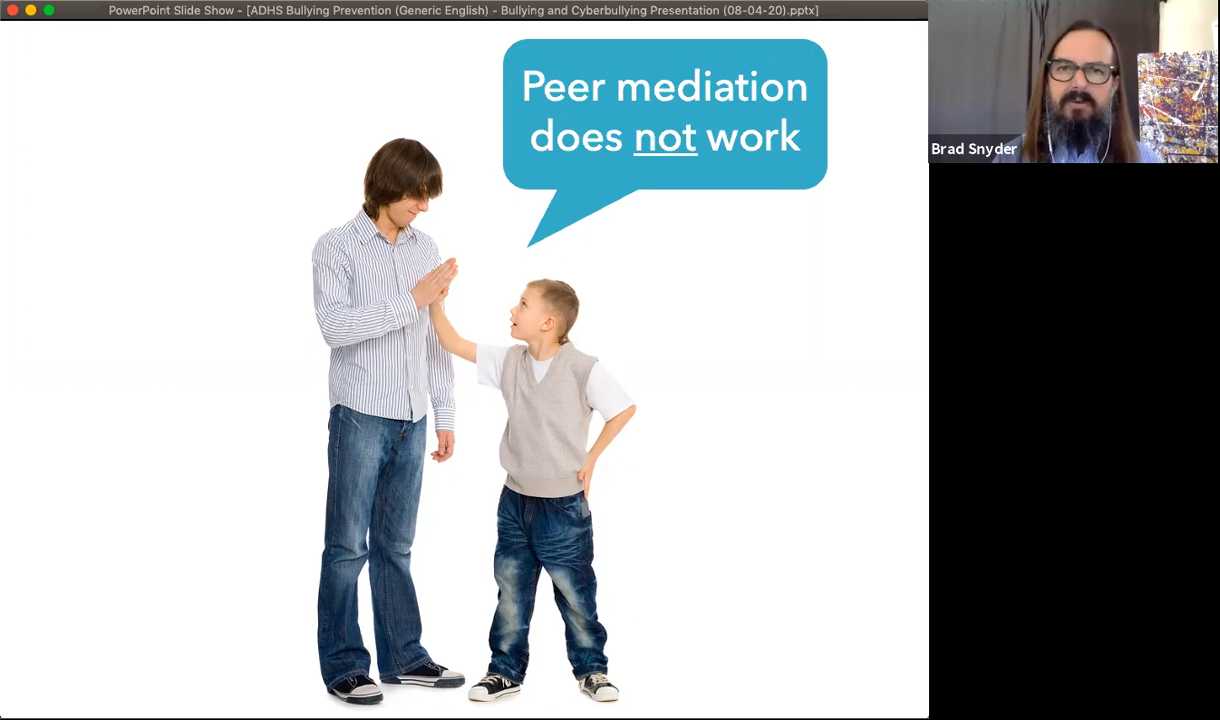 PowerPoint Slide Show - [ADHS Bullying Prevention (Generic English) - Bullying and Cyberbullying Presentation (08-04-20).pptx]
Peer mediation
does not work
Brad Snyder